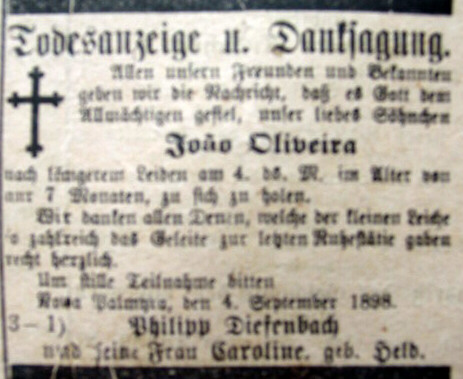 Todesanzeige u. Danksagung.
Allen unsern Freunden und Bekannten
geben wir die Nachricht, daß es Gott dem
Allmächtigen gefiel, unser liebes Söhnchen
João Oliveira
nach längerem Leiden am 4. ds. M. im Alter von
nur 7 Monaten, zu sich zu holen.
Wir danken allen Denen, welche der kleinen Leiche
so zahlreich das Geleite zur letzten Ruhestätte gaben
recht herzlich.
Um stille Teilnahme bitten
Nova Palmyra, den 4. September 1898.
3–1) Philipp Diefenbach
und seine Frau Caroline, geb. Held.